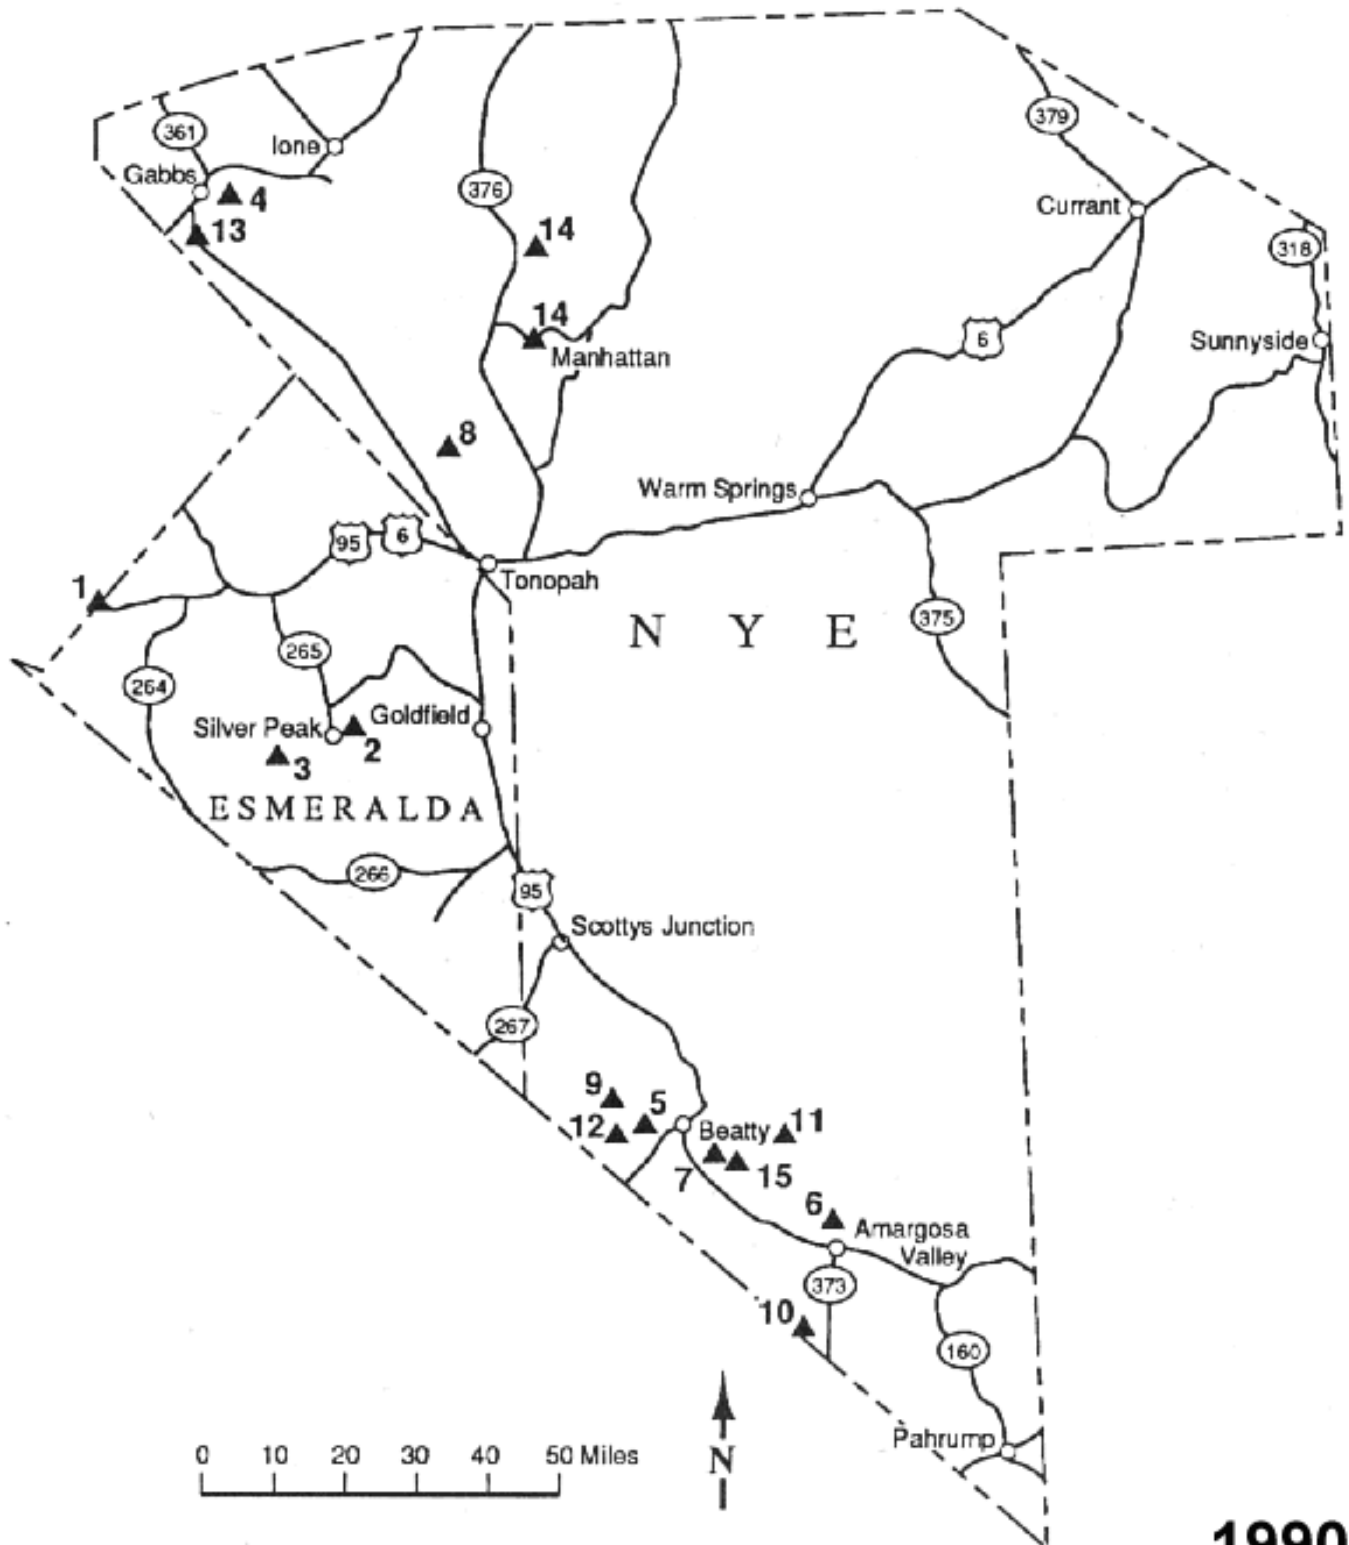 379
361
Ione
Gabbs
4
376
Currant
13
14
318
14
6
Sunnyside
Manhattan
8
Warm Springs
95
6
1
Tonopah
NYE
375
265
264
Silver Peak
Goldfield
2
3
ESMERALDA
266
95
Scottys Junction
267
9
5
12
Beatty
11
7
15
6
Amargosa
Valley
373
10
160
Pahrump
0 10 20 30 40 50 Miles
N
1990